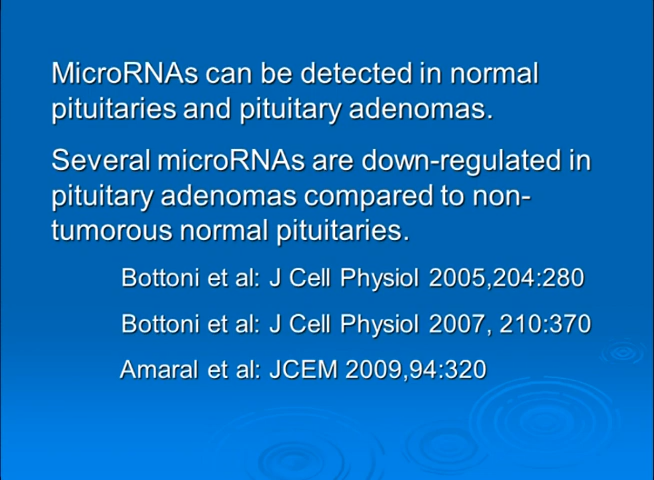 MicroRNAs can be detected in normal
pituitaries and pituitary adenomas.
Several microRNAs are down-regulated in
pituitary adenomas compared to non-
tumorous normal pituitaries.
Bottoni et al: J Cell Physiol 2005,204:280
Bottoni et al: J Cell Physiol 2007, 210:370
Amaral et al: JCEM 2009,94:320